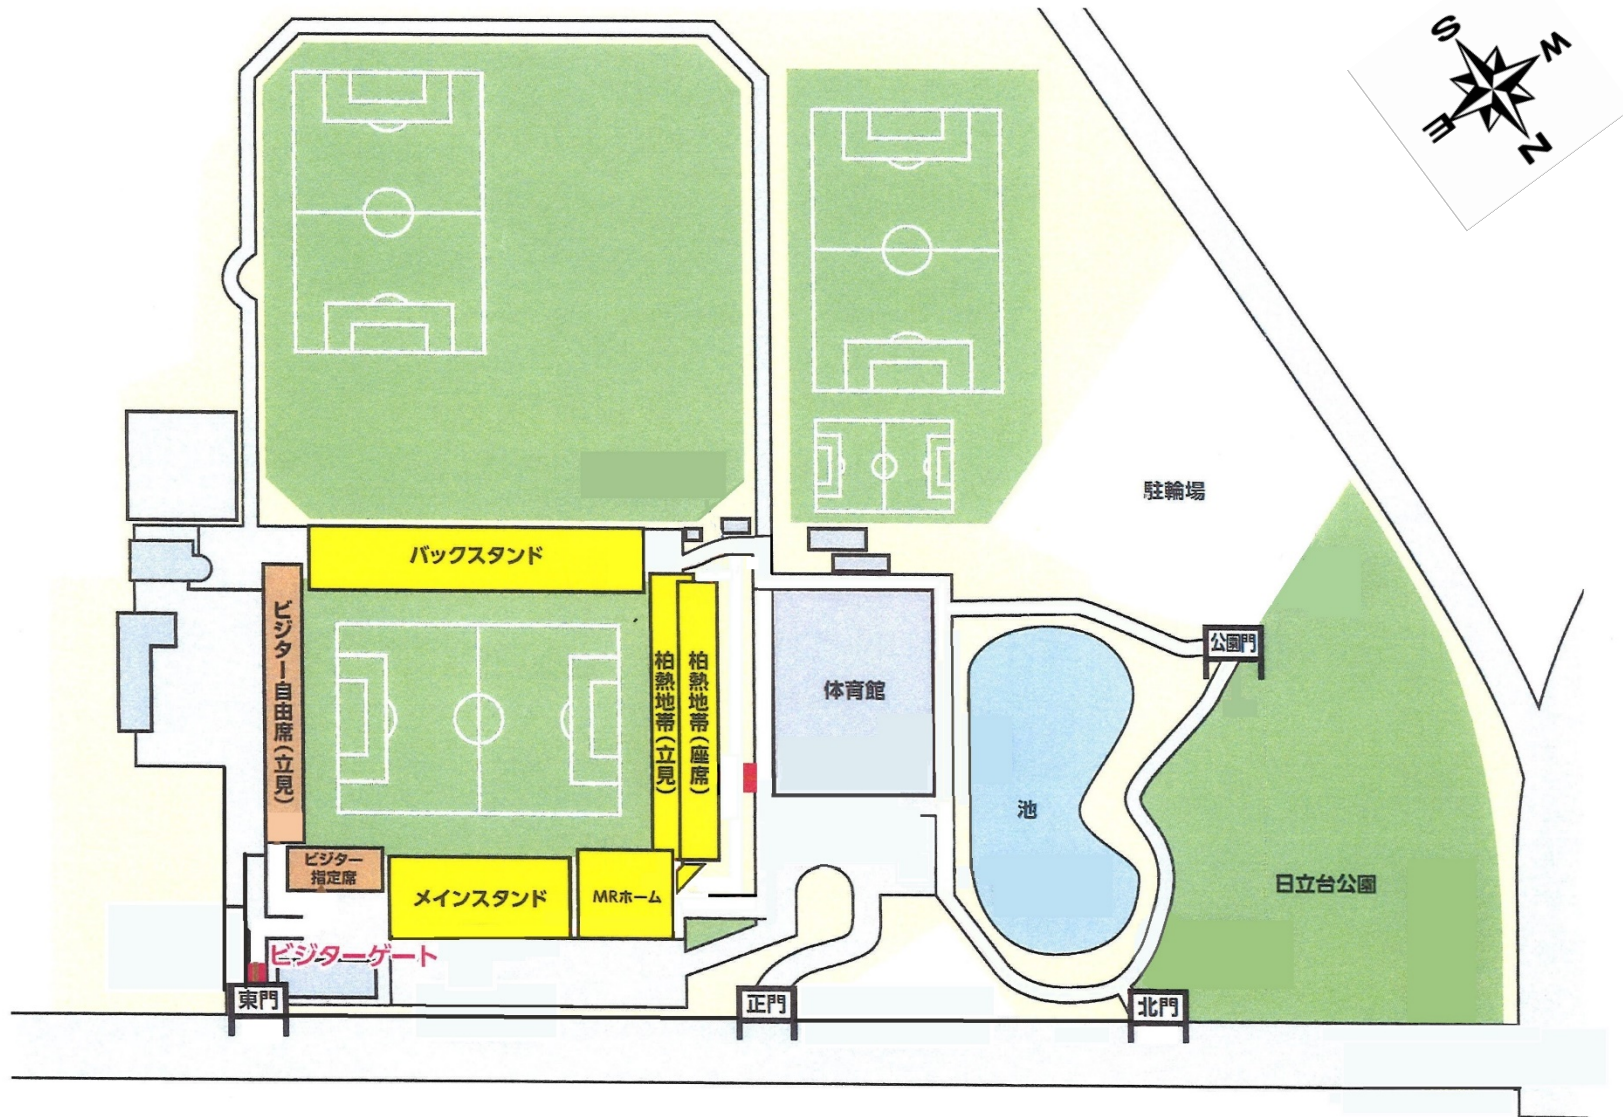 S
W
E
N
駐輪場
バックスタンド
ビジター自由席(立見)
柏熱地帯(立見)
柏熱地帯(座席)
体育館
公園門
池
ビジター
指定席
メインスタンド
MRホーム
日立台公園
ビジターゲート
東門
正門
北門